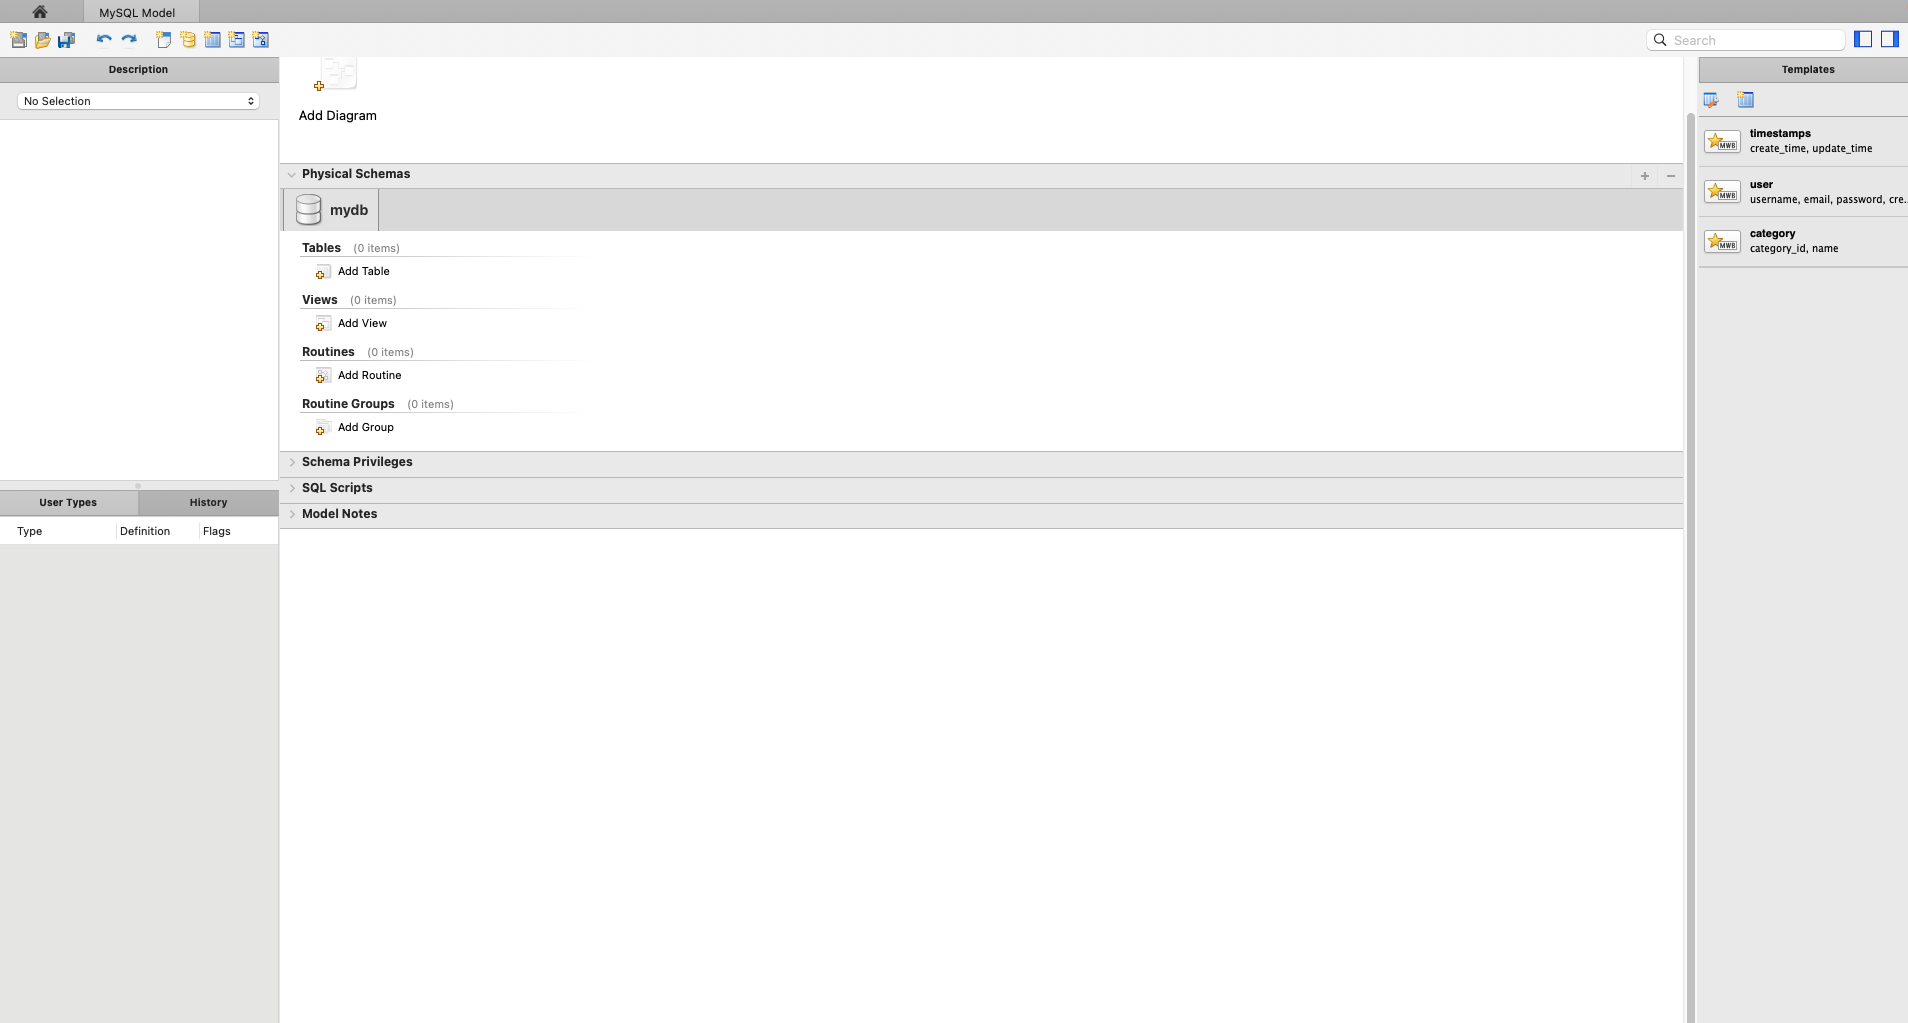 MySQL Model
Search
Description
No Selection
Add Diagram
Physical Schemas
mydb
Tables (0 items)
Add Table
Views (0 items)
Add View
Routines (0 items)
Add Routine
Routine Groups (0 items)
Add Group
Schema Privileges
SQL Scripts
Model Notes
User Types History
Type Definition Flags
Templates
MWB
timestamps
create_time, update_time
MWB
user
username, email, password, cre..
MWB
category
category_id, name